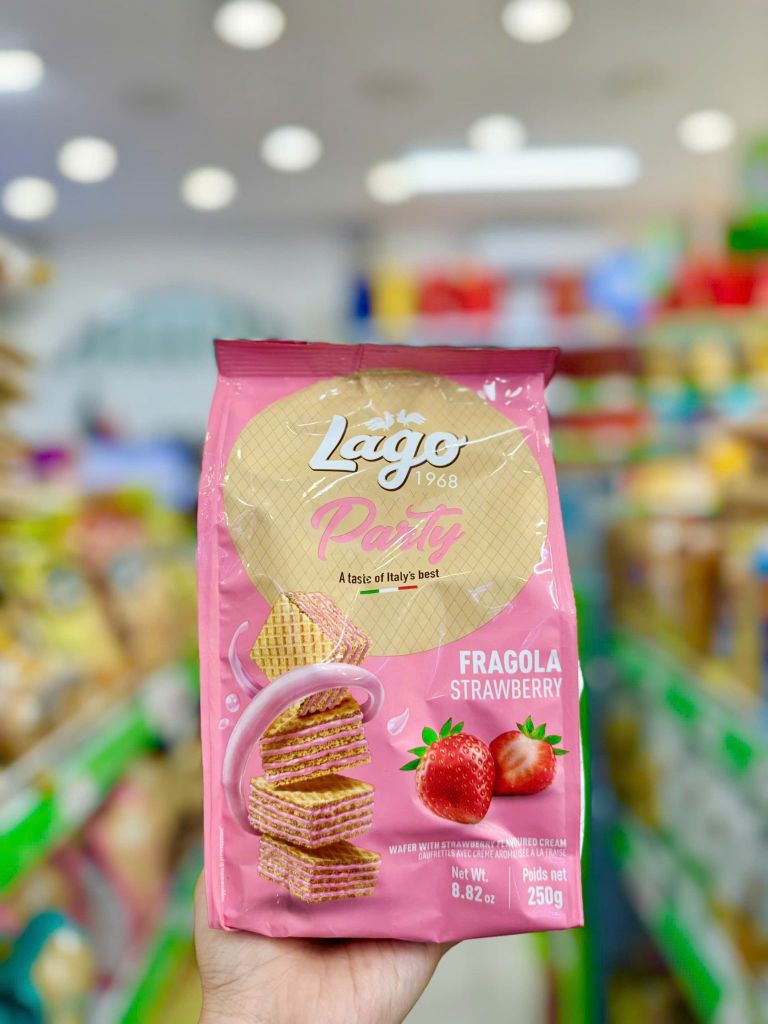 Lago
1968
Party
A taste of Italy's best
FRAGOLA
STRAWBERRY
WAFER WITH STRAWBERRY FLAVOURED CREAM
GAUFRETTES AVEC CRÈME AROMATISÉE À LA FRAISE
Net Wt. Poids net
8.82 oz 250g